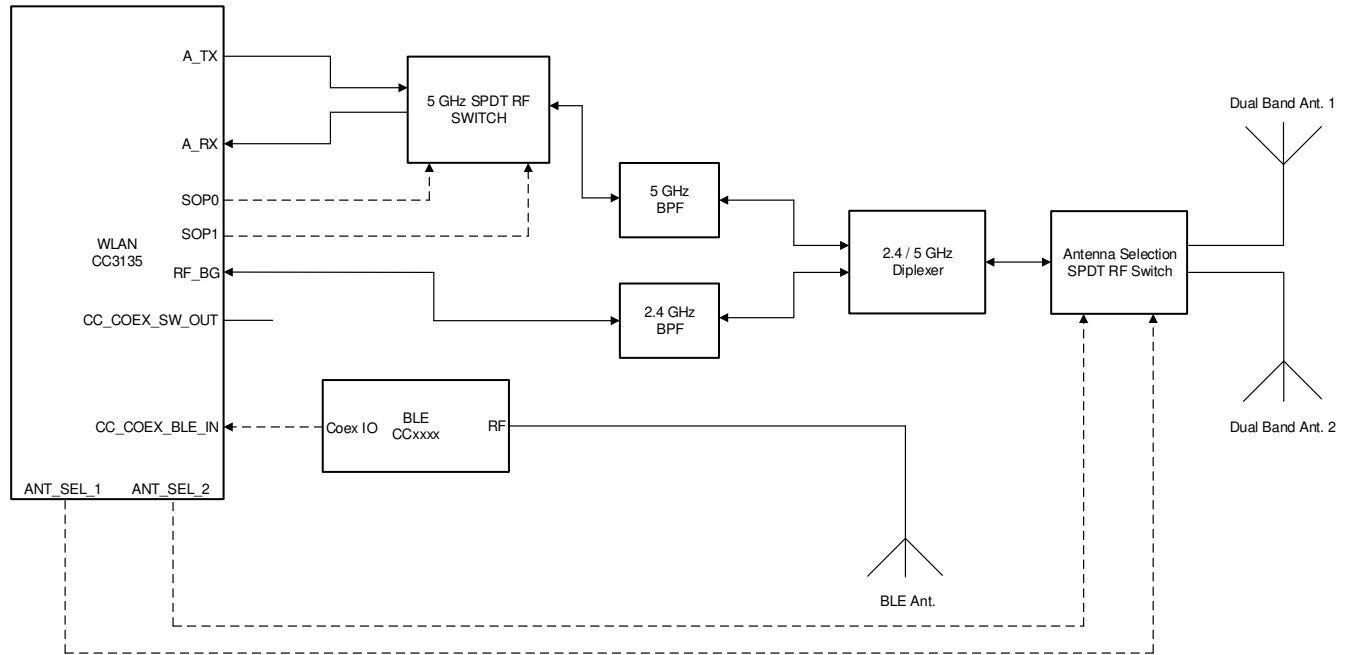 A_TX
A_RX
SOP0
SOP1
WLAN
CC3135
RF_BG
CC_COEX_SW_OUT
CC_COEX_BLE_IN
ANT_SEL_1
ANT_SEL_2
5 GHz SPDT RF
SWITCH
5 GHz
BPF
2.4 GHz
BPF
2.4 / 5 GHz
Diplexer
Antenna Selection
SPDT RF Switch
Dual Band Ant. 1
Dual Band Ant. 2
Coex IO
BLE
CCxxxx
RF
BLE Ant.